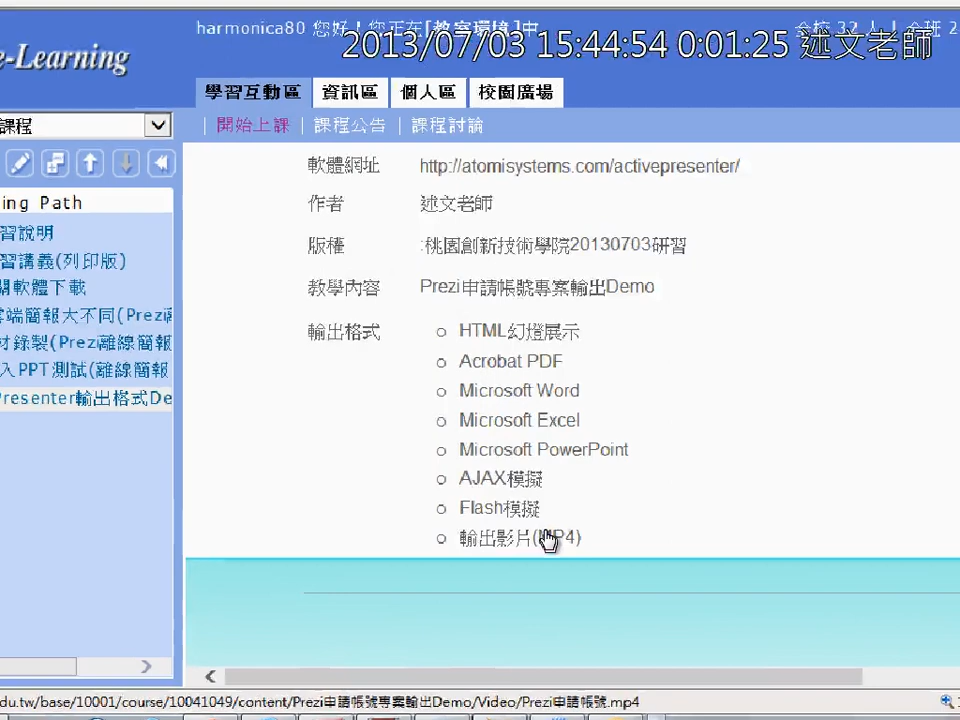 harmonica80 您好！您正在[教室環境]中
2013/07/03 15:44:54 0:01:25 述文老師
e-Learning
學習互動區 資訊區 個人區 校園廣場
開始上課 | 課程公告 | 課程討論
課程
軟體網址 http://atomisystems.com/activepresenter/
作者 述文老師
版權 :桃園創新技術學院20130703研習
教學內容 Prezi申請帳號專案輸出Demo
輸出格式
HTML幻燈展示
Acrobat PDF
Microsoft Word
Microsoft Excel
Microsoft PowerPoint
AJAX模擬
Flash模擬
輸出影片(MP4)
ing Path
習說明
習講義(列印版)
關軟體下載
雲端簡報大不同(Prezi
材錄製(Prezi離線簡報
入PPT測試(離線簡報
Presenter輸出格式De
du.tw/base/10001/course/10041049/content/Prezi申請帳號專案輸出Demo/Video/Prezi申請帳號.mp4